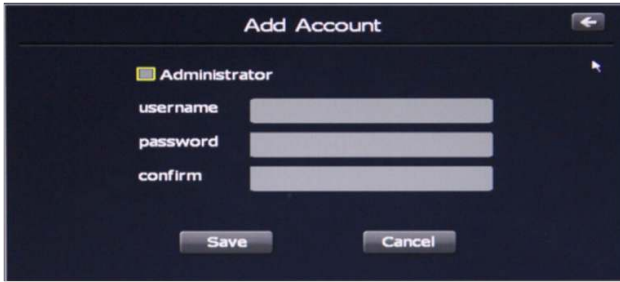 Add Account
Administrator
username
password
confirm
Save Cancel